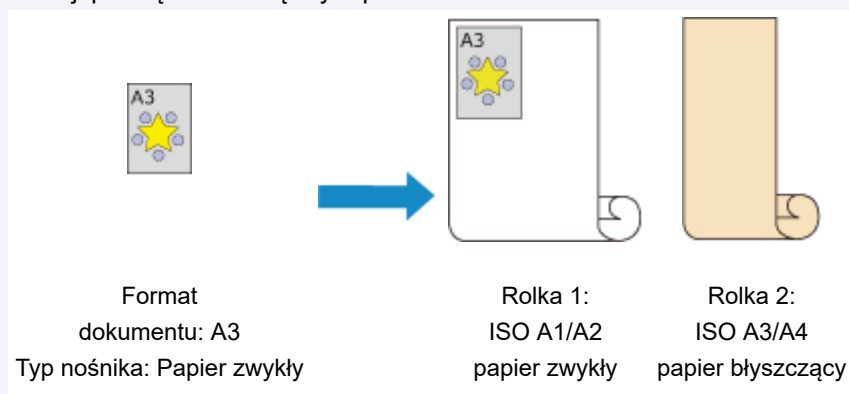 A3
A3
Format
dokumentu: A3
Typ nośnika: Papier zwykły
Rolka 1:
ISO A1/A2
papier zwykły
Rolka 2:
ISO A3/A4
papier błyszczący